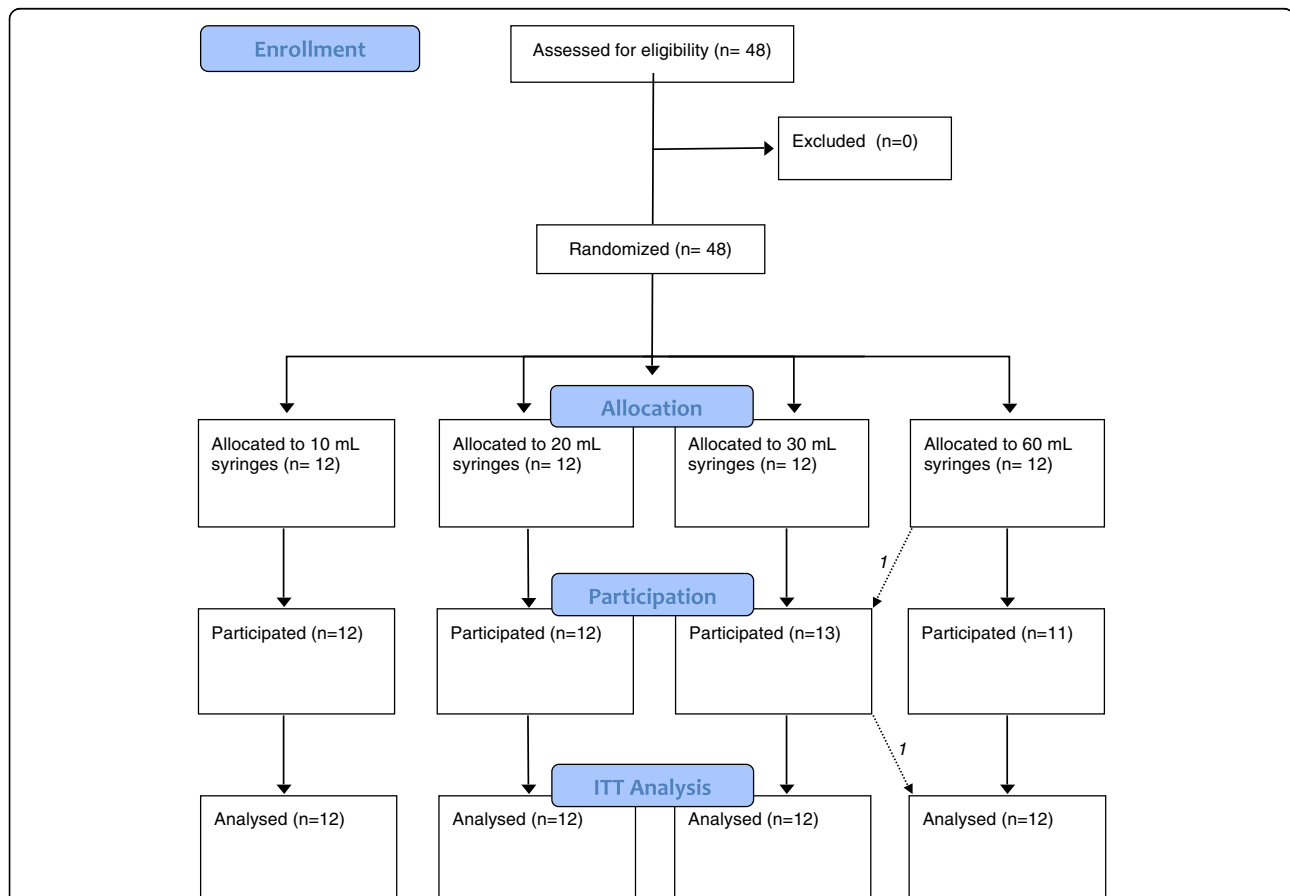 Enrollment
Assessed for eligibility (n= 48)
Excluded (n=0)
Randomized (n= 48)
Allocation
Allocated to 10 mL
syringes (n= 12)
Allocated to 20 mL
syringes (n= 12)
Allocated to 30 mL
syringes (n= 12)
Allocated to 60 mL
syringes (n= 12)
1
Participation
Participated (n=12)
Participated (n=12)
Participated (n=13)
Participated (n=11)
1
ITT Analysis
Analysed (n=12)
Analysed (n=12)
Analysed (n=12)
Analysed (n=12)